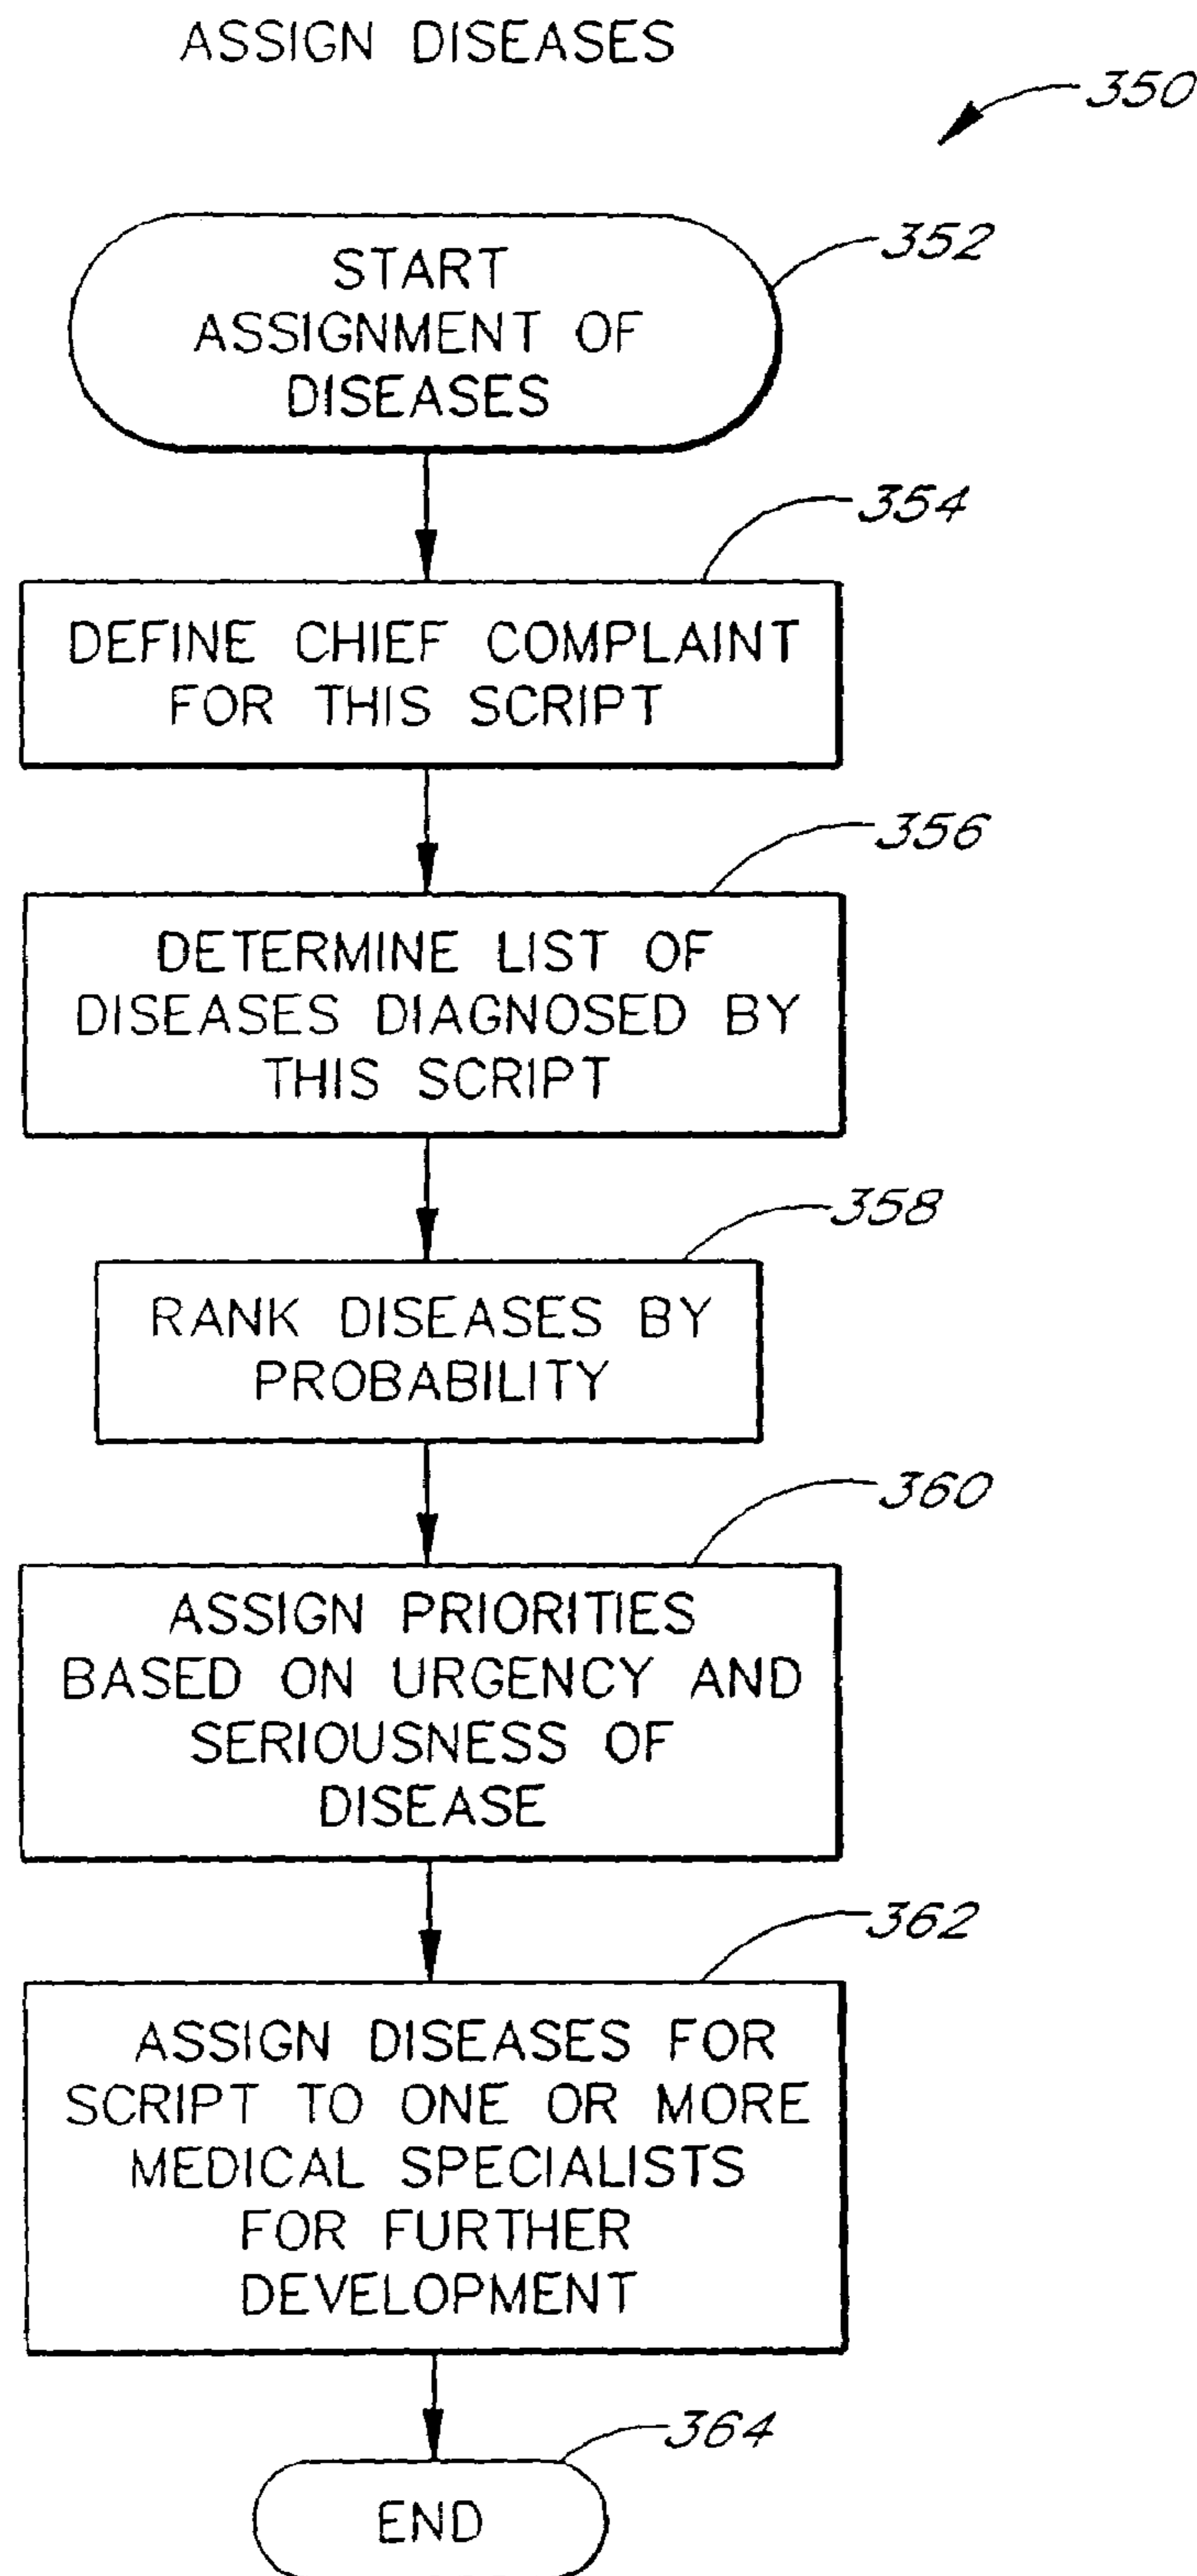 ASSIGN DISEASES
350
352
START
ASSIGNMENT OF
DISEASES
354
DEFINE CHIEF COMPLAINT
FOR THIS SCRIPT
356
DETERMINE LIST OF
DISEASES DIAGNOSED BY
THIS SCRIPT
358
RANK DISEASES BY
PROBABILITY
360
ASSIGN PRIORITIES
BASED ON URGENCY AND
SERIOUSNESS OF
DISEASE
362
ASSIGN DISEASES FOR
SCRIPT TO ONE OR MORE
MEDICAL SPECIALISTS
FOR FURTHER
DEVELOPMENT
364
END